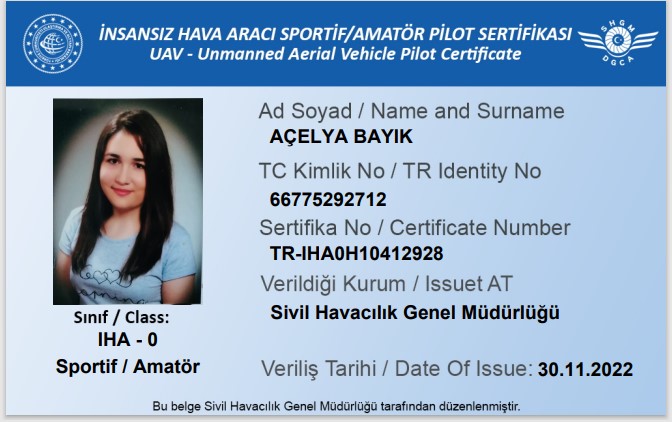 İNSANSIZ HAVA ARACI SPORTİF/AMATÖR PİLOT SERTİFİKASI
UAV - Unmanned Aerial Vehicle Pilot Certificate
SHGM
DGCA
Ad Soyad / Name and Surname
AÇELYA BAYIK
TC Kimlik No / TR Identity No
66775292712
Sertifika No / Certificate Number
TR-IHA0H10412928
Verildiği Kurum / Issuet AT
Sivil Havacılık Genel Müdürlüğü
Sınıf / Class:
IHA - 0
Sportif / Amatör
Veriliş Tarihi / Date Of Issue: 30.11.2022
Bu belge Sivil Havacılık Genel Müdürlüğü tarafından düzenlenmiştir.